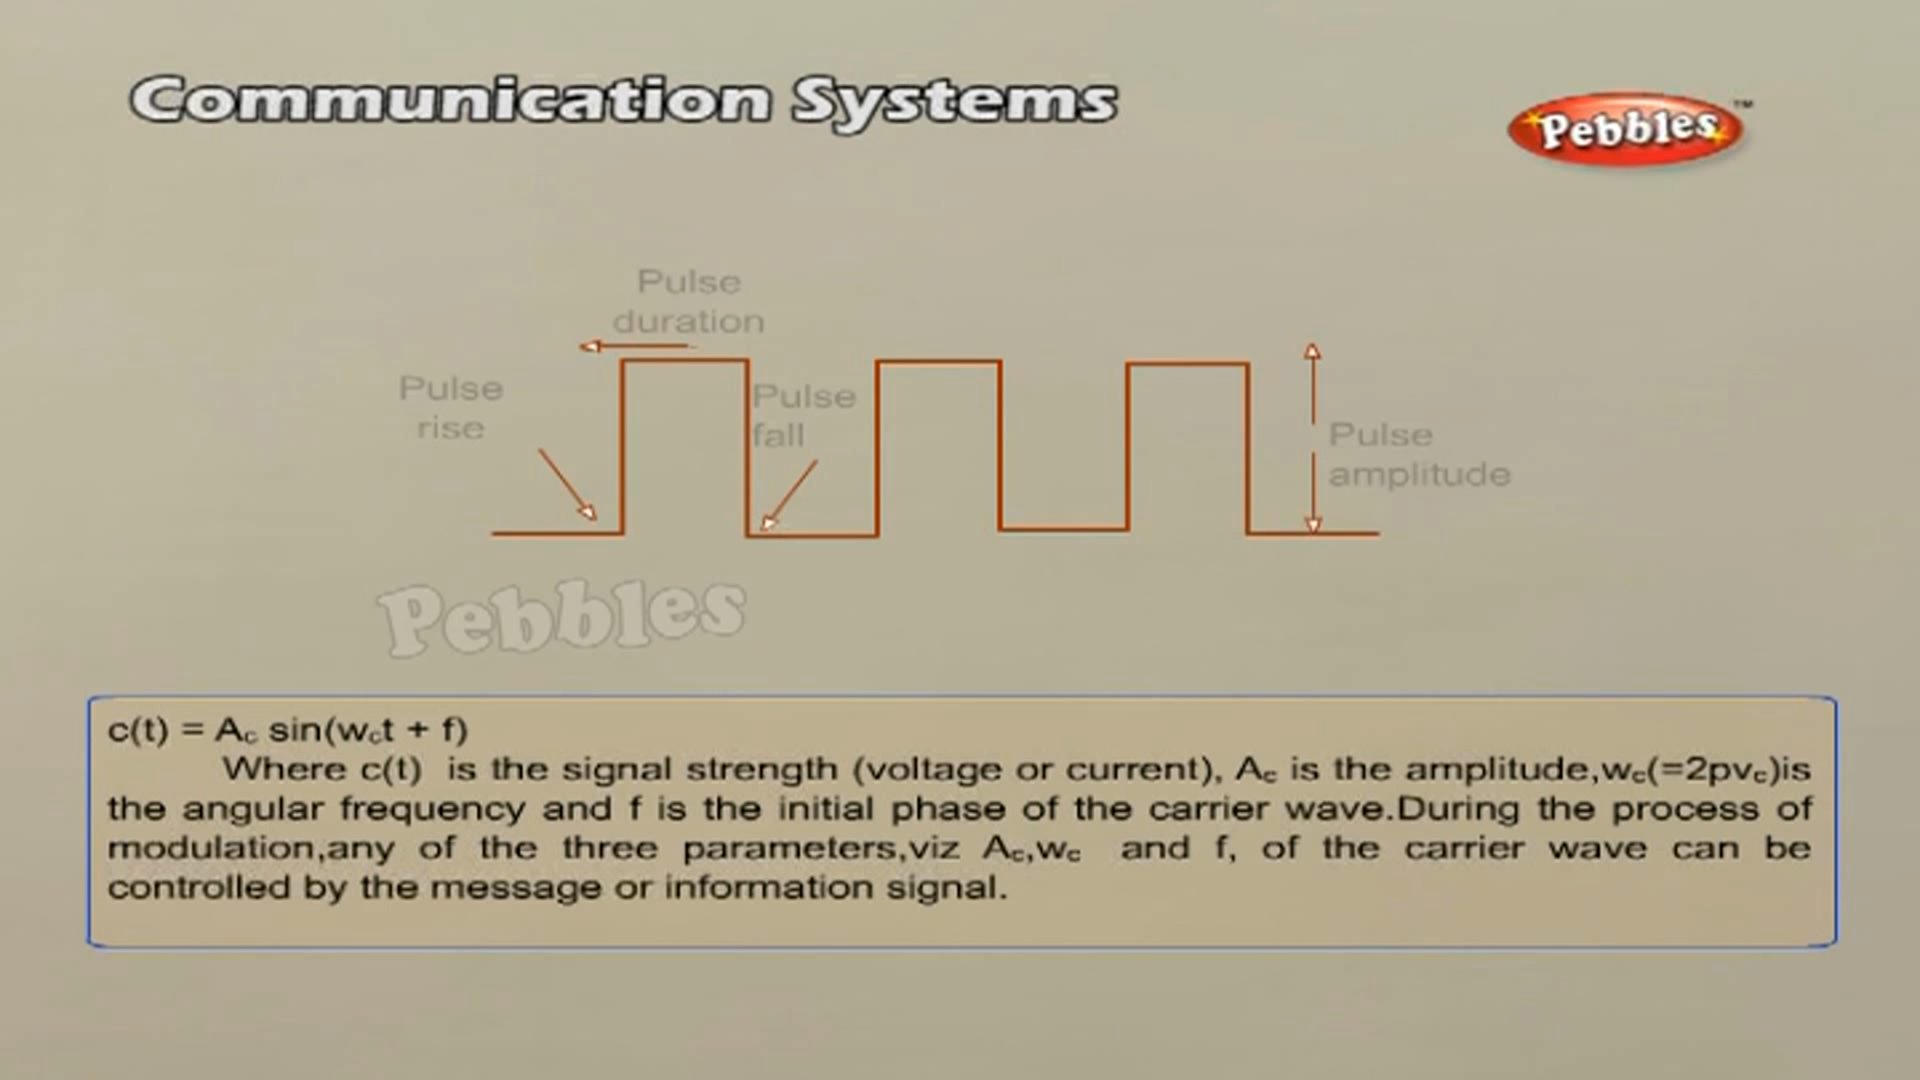 Communication Systems
Pebbles™
Pulse
duration
Pulse
rise
Pulse
fall
Pulse
amplitude
Pebbles
c(t) = Ac sin(wct + f)
Where c(t) is the signal strength (voltage or current), Ac is the amplitude,wc(=2pvc)is
the angular frequency and f is the initial phase of the carrier wave.During the process of
modulation,any of the three parameters,viz Ac,wc and f, of the carrier wave can be
controlled by the message or information signal.